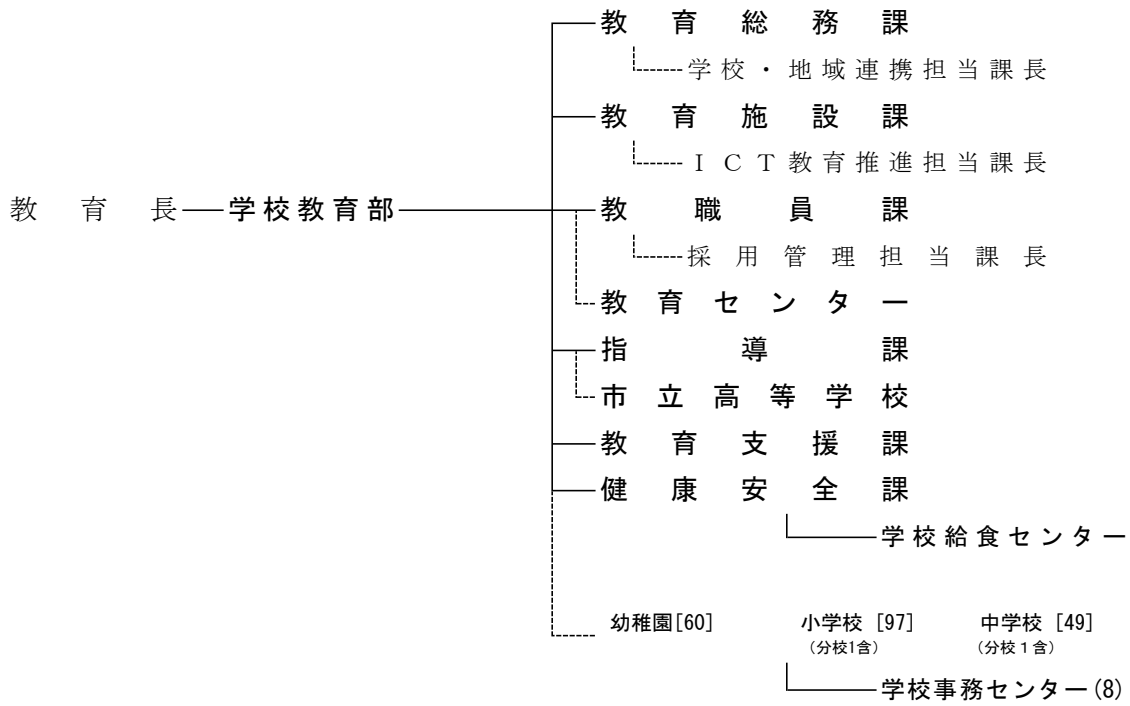 教育総務課
学校・地域連携担当課長
教育施設課
ＩＣＴ教育推進担当課長
教育長 学校教育部 教職員課
採用管理担当課長
教育センター
指導課
市立高等学校
教育支援課
健康安全課
学校給食センター
幼稚園[60] 小学校 [97] 中学校 [49]
（分校1含） （分校１含）
学校事務センター(8)